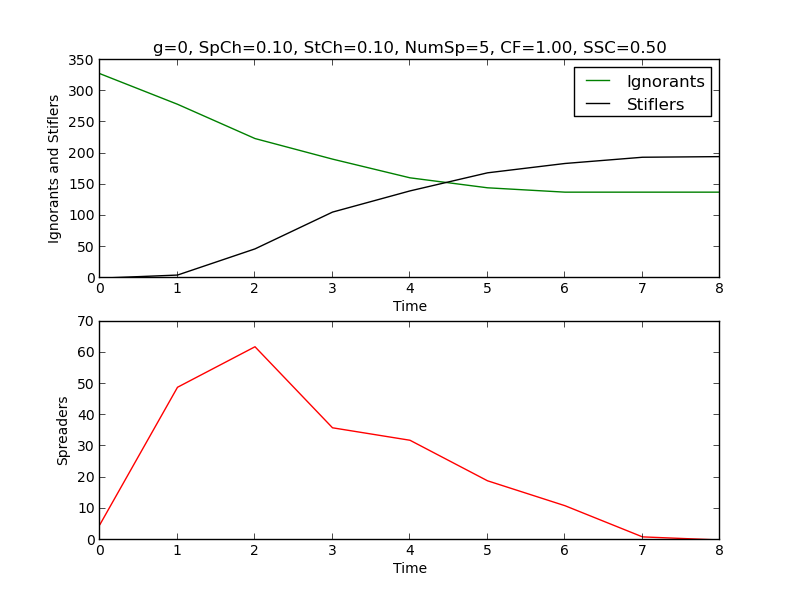 g=0, SpCh=0.10, StCh=0.10, NumSp=5, CF=1.00, SSC=0.50
350
300
250
200
150
100
50
0
Ignorants and Stiflers
Ignorants
Stiflers
0 1 2 3 4 5 6 7 8
Time
70
60
50
40
30
20
10
0
Spreaders
0 1 2 3 4 5 6 7 8
Time